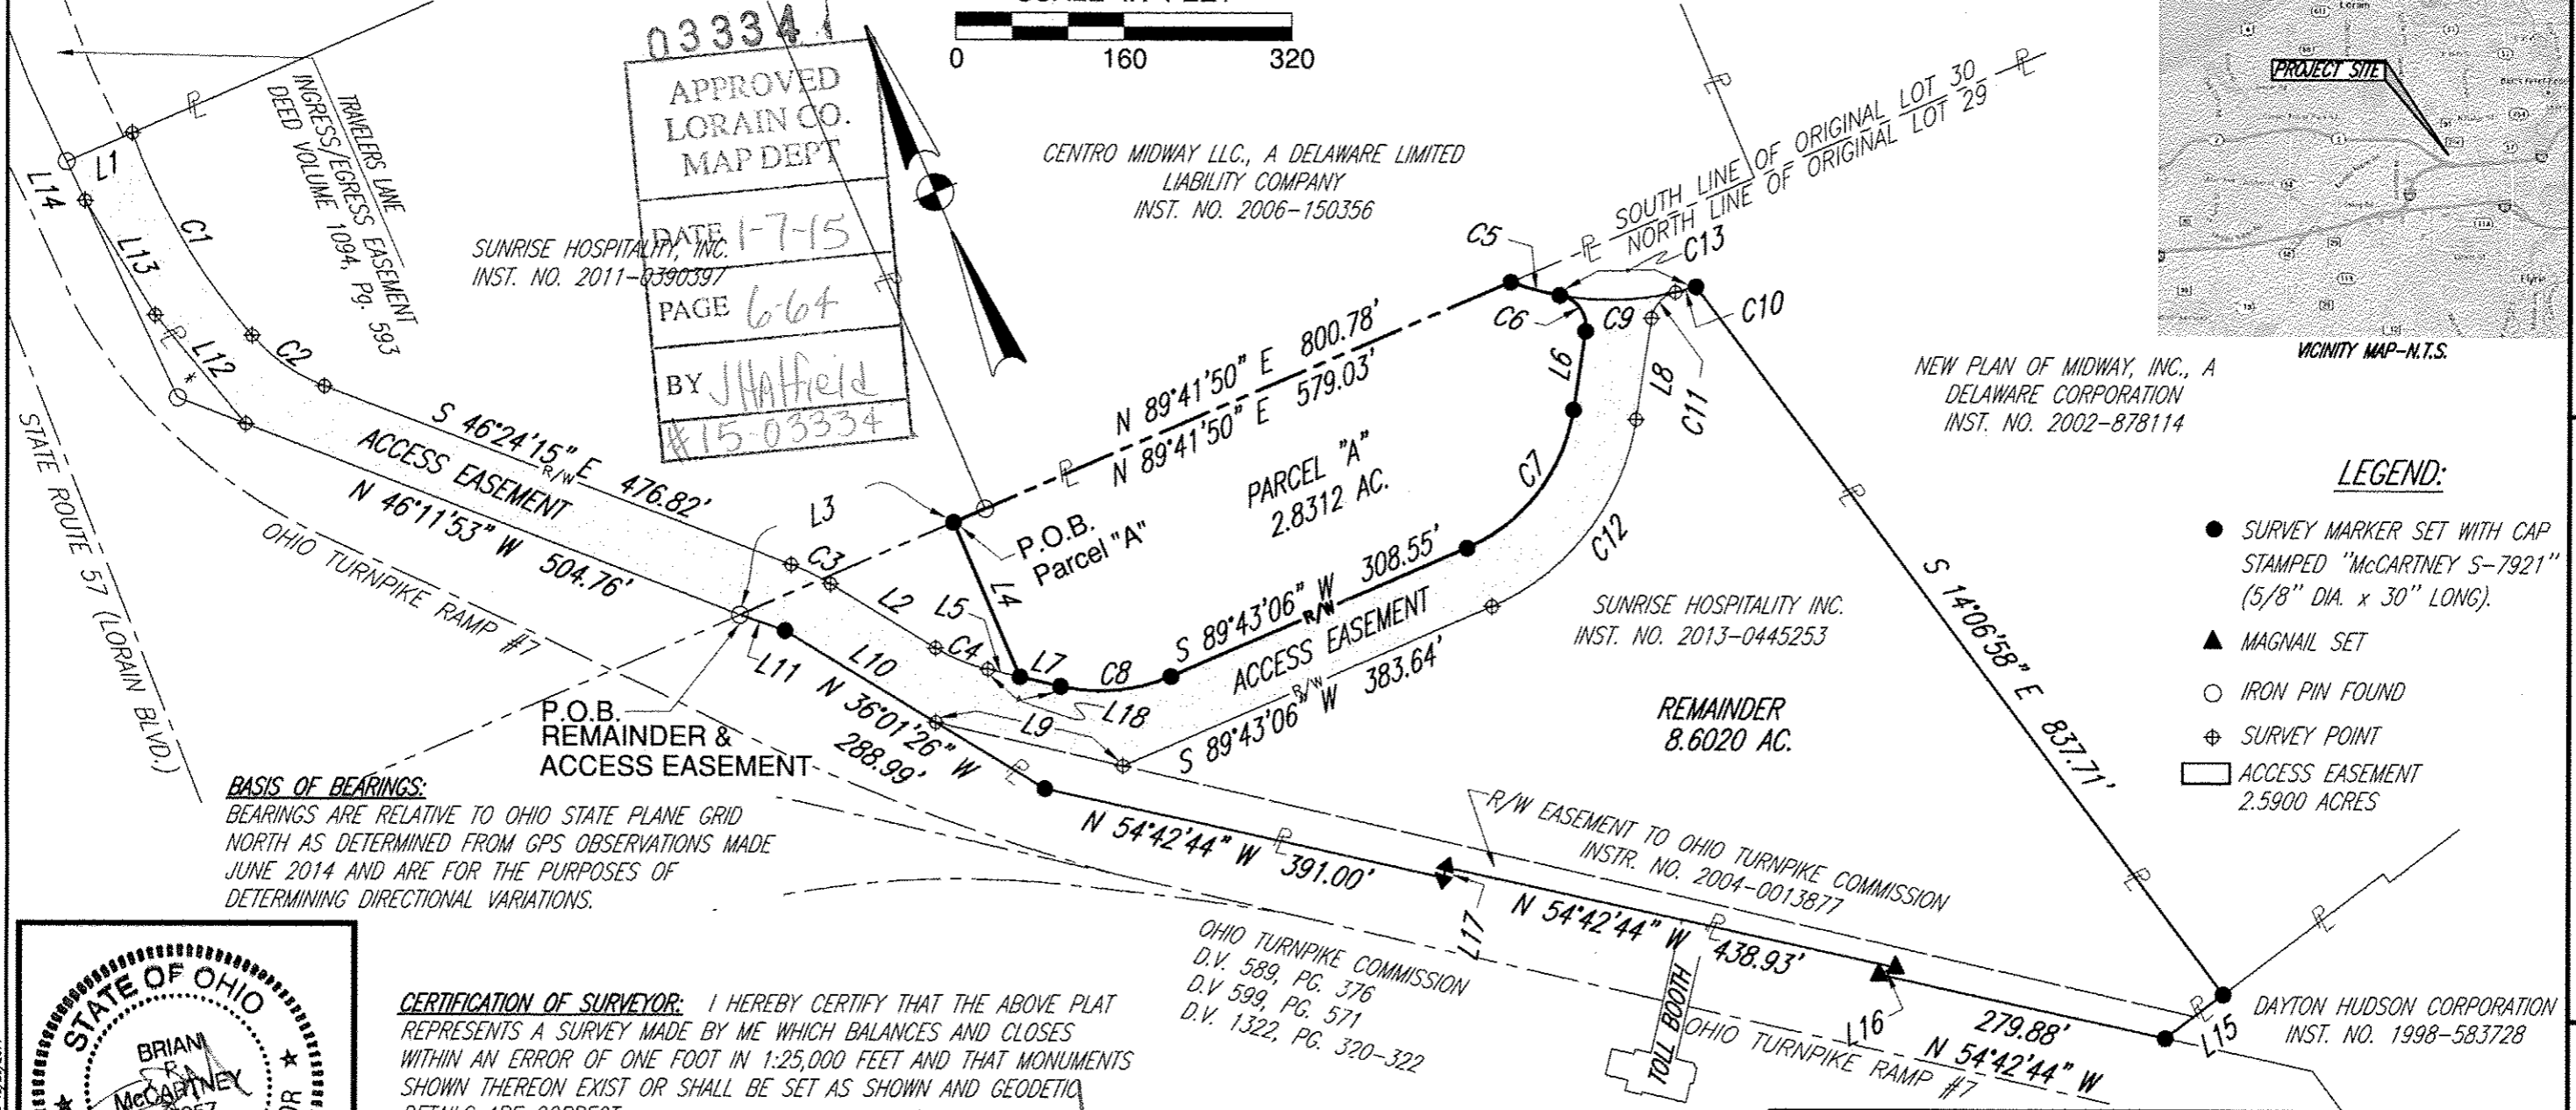 033341
APPROVED
LORAIN CO.
MAP DEPT
DATE 1-7-15
PAGE 6-64
BY JHatfield
#15-03334
0 160 320
TRAVELERS LANE
INGRESS/EGRESS EASEMENT
DEED VOLUME 1094, Pg. 593
SUNRISE HOSPITALITY, INC.
INST. NO. 2011-0390397
CENTRO MIDWAY LLC., A DELAWARE LIMITED
LIABILITY COMPANY
INST. NO. 2006-150356
SOUTH LINE OF ORIGINAL LOT 30
NORTH LINE OF ORIGINAL LOT 29
PROJECT SITE
Lorain
VICINITY MAP-N.T.S.
NEW PLAN OF MIDWAY, INC., A
DELAWARE CORPORATION
INST. NO. 2002-878114
LEGEND:
SURVEY MARKER SET WITH CAP
STAMPED "McCARTNEY S-7921"
(5/8" DIA. x 30" LONG).
MAGNAIL SET
IRON PIN FOUND
SURVEY POINT
ACCESS EASEMENT
2.5900 ACRES
L1
L14
L13
L12
C1
C2
S 46°24'15" E 476.82'
R/W
ACCESS EASEMENT
N 46°11'53" W 504.76'
STATE ROUTE 57 (LORAIN BLVD.)
OHIO TURNPIKE RAMP #7
L3
C3
L2
L5
C4
L4
L7
C8
L18
L9
L10
L11
P.O.B.
Parcel "A"
N 89°41'50" E 800.78'
N 89°41'50" E 579.03'
PARCEL "A"
2.8312 AC.
C5
C13
C6
C9
C10
L6
L8
C11
C7
C12
S 89°43'06" W 308.55'
R/W
ACCESS EASEMENT
R/W
S 89°43'06" W 383.64'
SUNRISE HOSPITALITY INC.
INST. NO. 2013-0445253
REMAINDER
8.6020 AC.
S 14°06'58" E 837.71'
P.O.B.
REMAINDER &
ACCESS EASEMENT
N 36°01'26" W
288.99'
N 54°42'44" W 391.00'
L17
R/W EASEMENT TO OHIO TURNPIKE COMMISSION
INSTR. NO. 2004-0013877
N 54°42'44" W 438.93'
L16
279.88'
N 54°42'44" W
L15
OHIO TURNPIKE RAMP #7
TOLL BOOTH
OHIO TURNPIKE COMMISSION
D.V. 589, PG. 376
D.V 599, PG. 571
D.V. 1322, PG. 320-322
DAYTON HUDSON CORPORATION
INST. NO. 1998-583728
BASIS OF BEARINGS:
BEARINGS ARE RELATIVE TO OHIO STATE PLANE GRID
NORTH AS DETERMINED FROM GPS OBSERVATIONS MADE
JUNE 2014 AND ARE FOR THE PURPOSES OF
DETERMINING DIRECTIONAL VARIATIONS.
STATE OF OHIO
BRIAN
R.
McCARTNEY
CERTIFICATION OF SURVEYOR: I HEREBY CERTIFY THAT THE ABOVE PLAT
REPRESENTS A SURVEY MADE BY ME WHICH BALANCES AND CLOSES
WITHIN AN ERROR OF ONE FOOT IN 1:25,000 FEET AND THAT MONUMENTS
SHOWN THEREON EXIST OR SHALL BE SET AS SHOWN AND GEODETIC
DETAILS ARE CORRECT